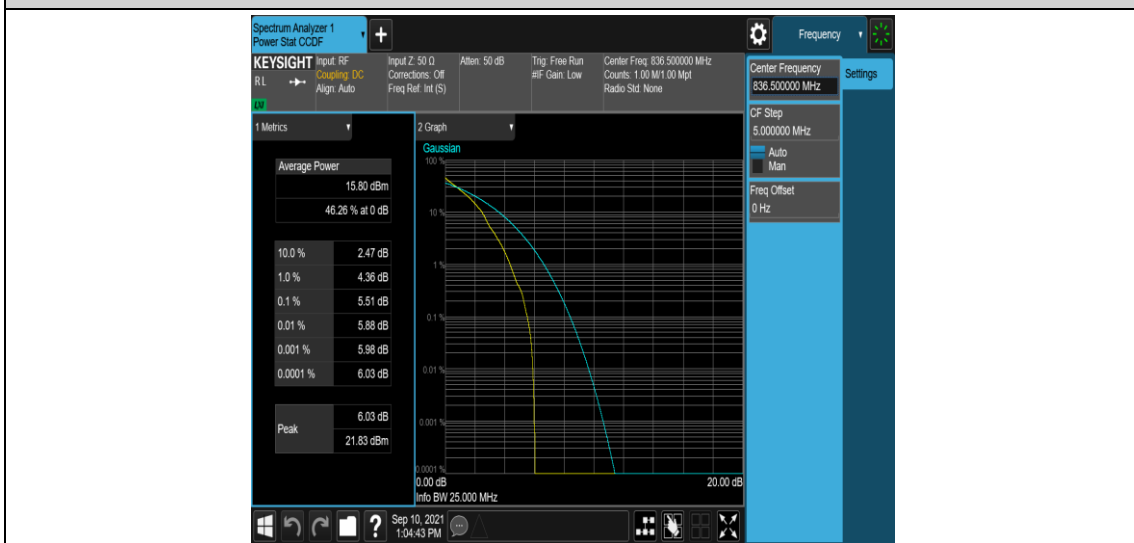 Spectrum Analyzer 1
Power Stat CCDF
+
Frequency
KEYSIGHT
RL
LXI
Input: RF
Coupling: DC
Align: Auto
Input Z: 50 Ω
Corrections: Off
Freq Ref: Int (S)
Atten: 50 dB
Trig: Free Run
#IF Gain: Low
Center Freq: 836.500000 MHz
Counts: 1.00 M/1.00 Mpt
Radio Std: None
Center Frequency
836.500000 MHz
Settings
CF Step
5.000000 MHz
Auto
Man
Freq Offset
0 Hz
1 Metrics
Average Power
15.80 dBm
46.26 % at 0 dB
10.0 % 2.47 dB
1.0 % 4.36 dB
0.1 % 5.51 dB
0.01 % 5.88 dB
0.001 % 5.98 dB
0.0001 % 6.03 dB
Peak
6.03 dB
21.83 dBm
2 Graph
Gaussian
100 %
10 %
1 %
0.1 %
0.01 %
0.001 %
0.0001 %
0.00 dB 20.00 dB
Info BW 25.000 MHz
?
Sep 10, 2021
1:04:43 PM